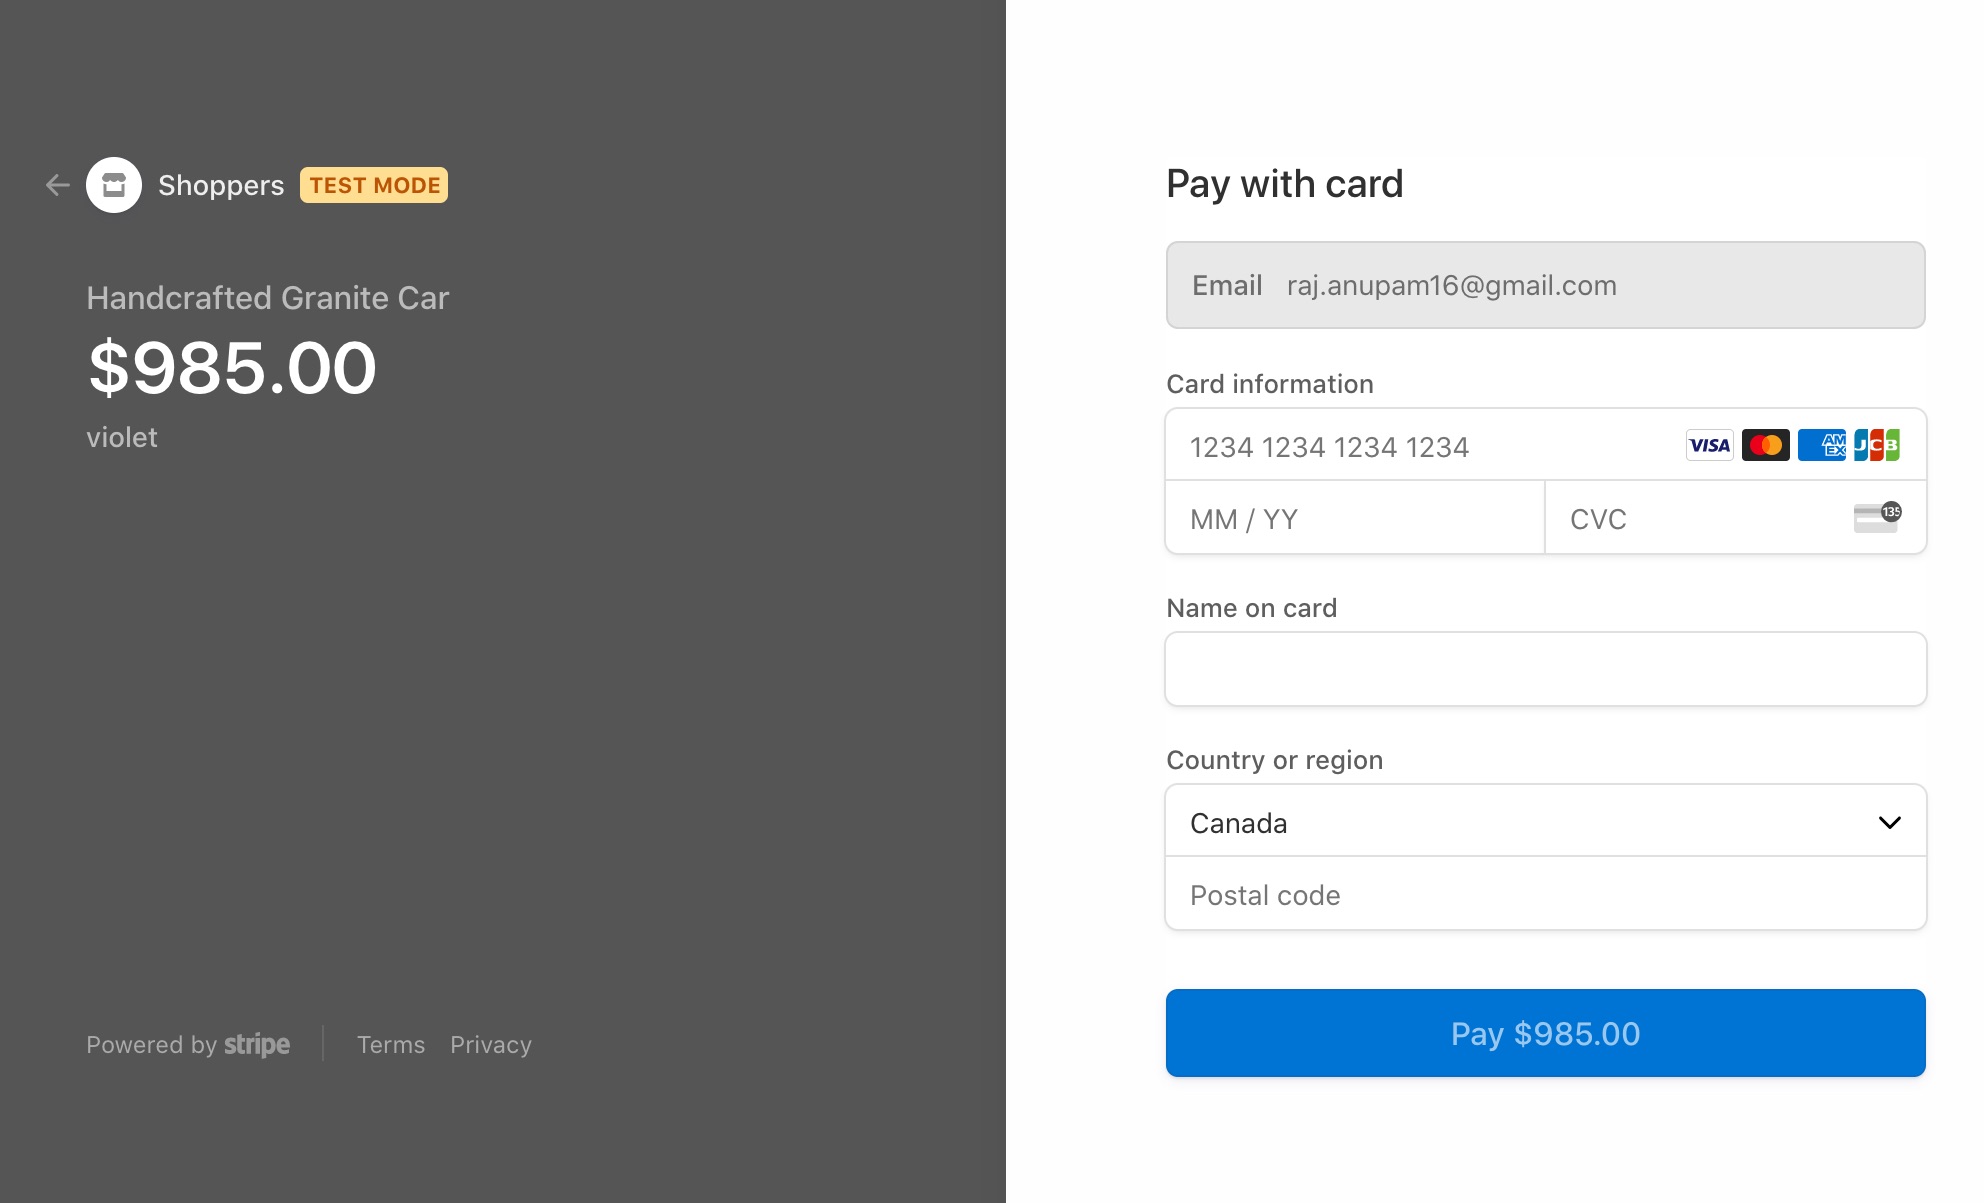 Shoppers TEST MODE
Handcrafted Granite Car
$985.00
violet
Powered by stripe Terms Privacy
Pay with card
Email raj.anupam16@gmail.com
Card information
1234 1234 1234 1234 VISA AMEX JCB
MM / YY CVC 135
Name on card
Country or region
Canada
Postal code
Pay $985.00